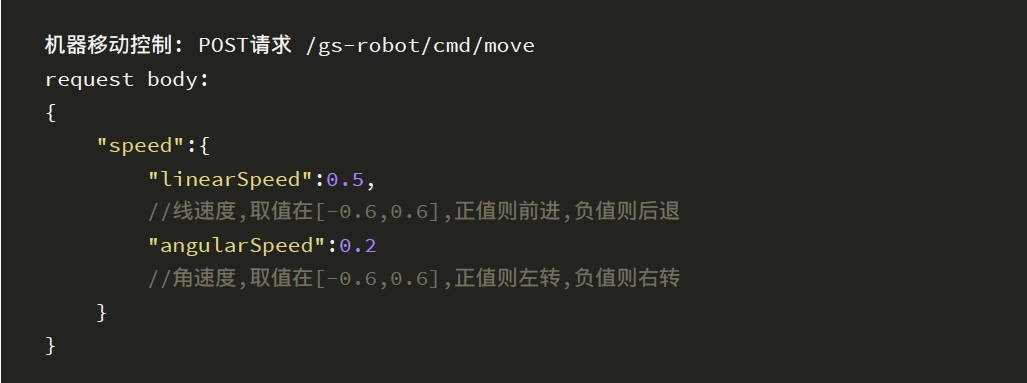 机器移动控制: POST请求 /gs-robot/cmd/move
request body:
{
    "speed":{
        "linearSpeed":0.5,
        //线速度,取值在[-0.6,0.6],正值则前进,负值则后退
        "angularSpeed":0.2
        //角速度,取值在[-0.6,0.6],正值则左转,负值则右转
    }
}